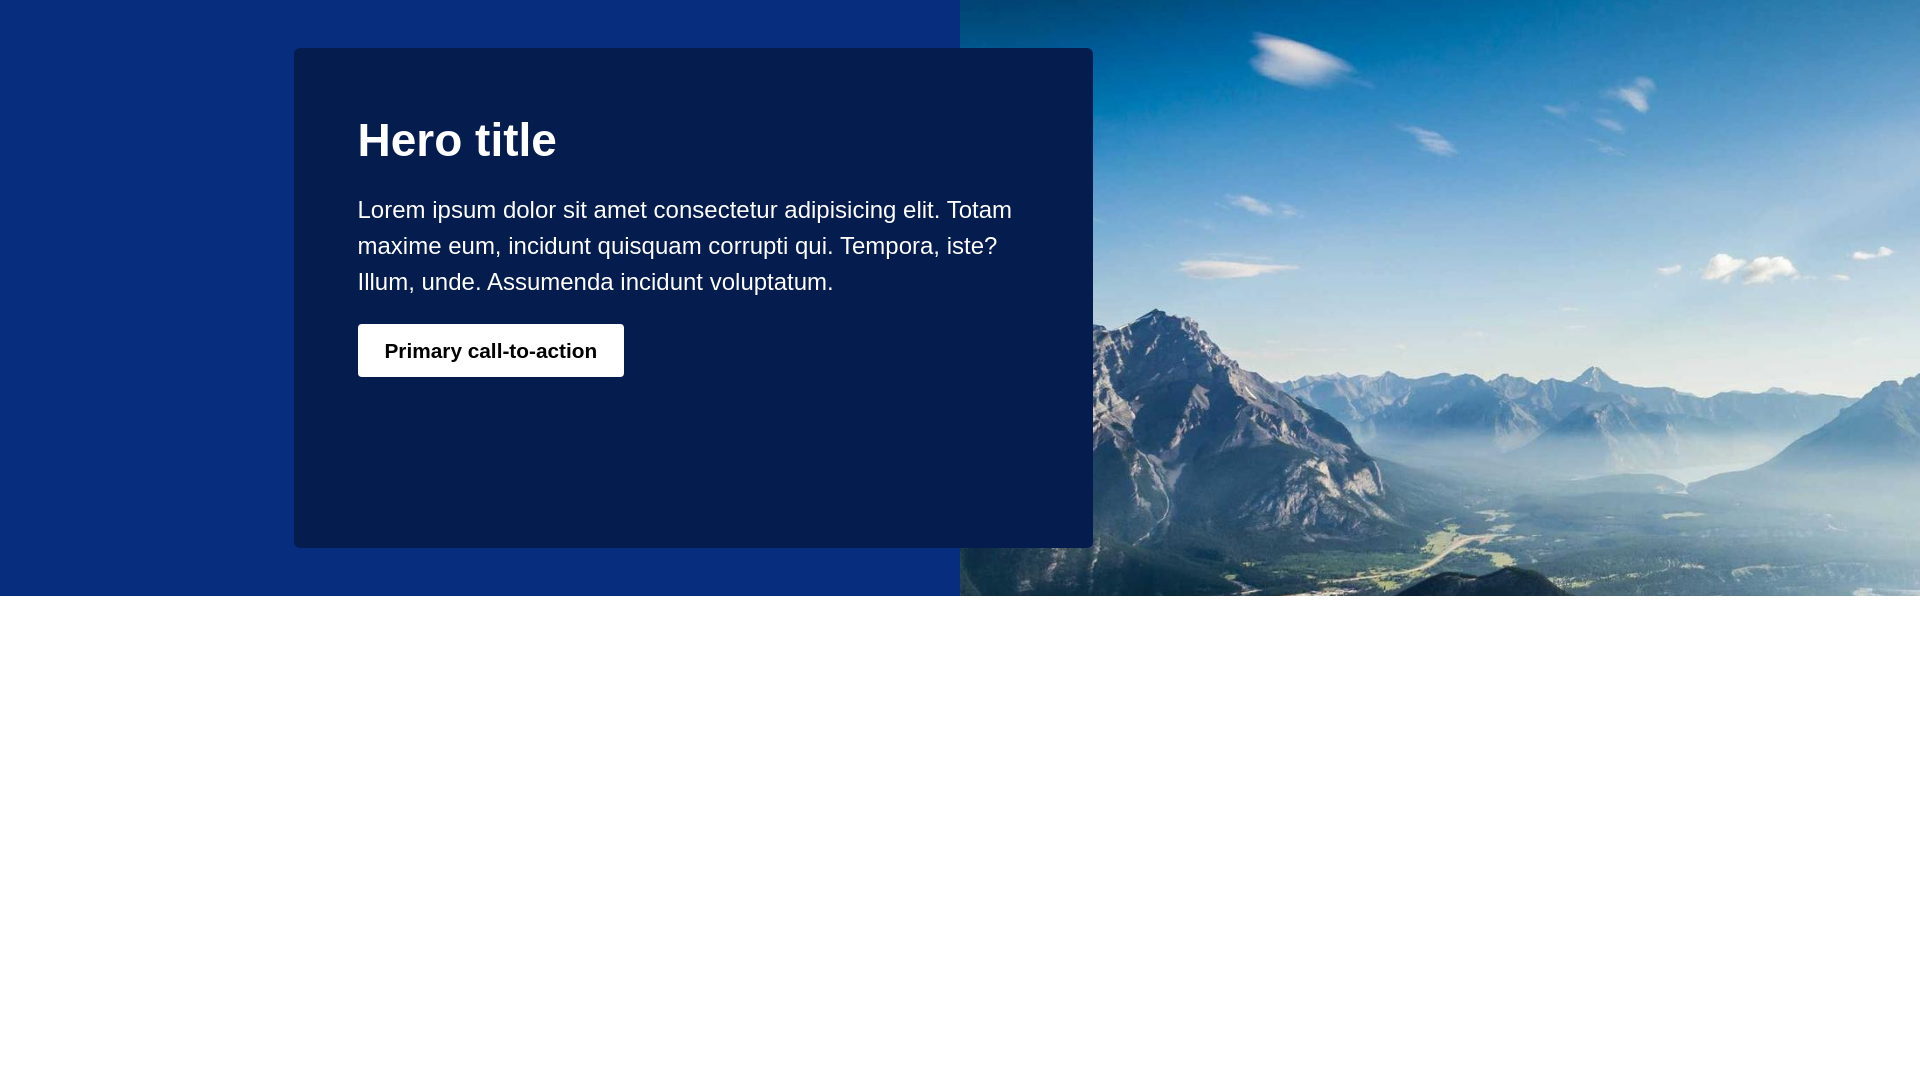 Hero title
Lorem ipsum dolor sit amet consectetur adipisicing elit. Totam
maxime eum, incidunt quisquam corrupti qui. Tempora, iste?
Illum, unde. Assumenda incidunt voluptatum.
Primary call-to-action